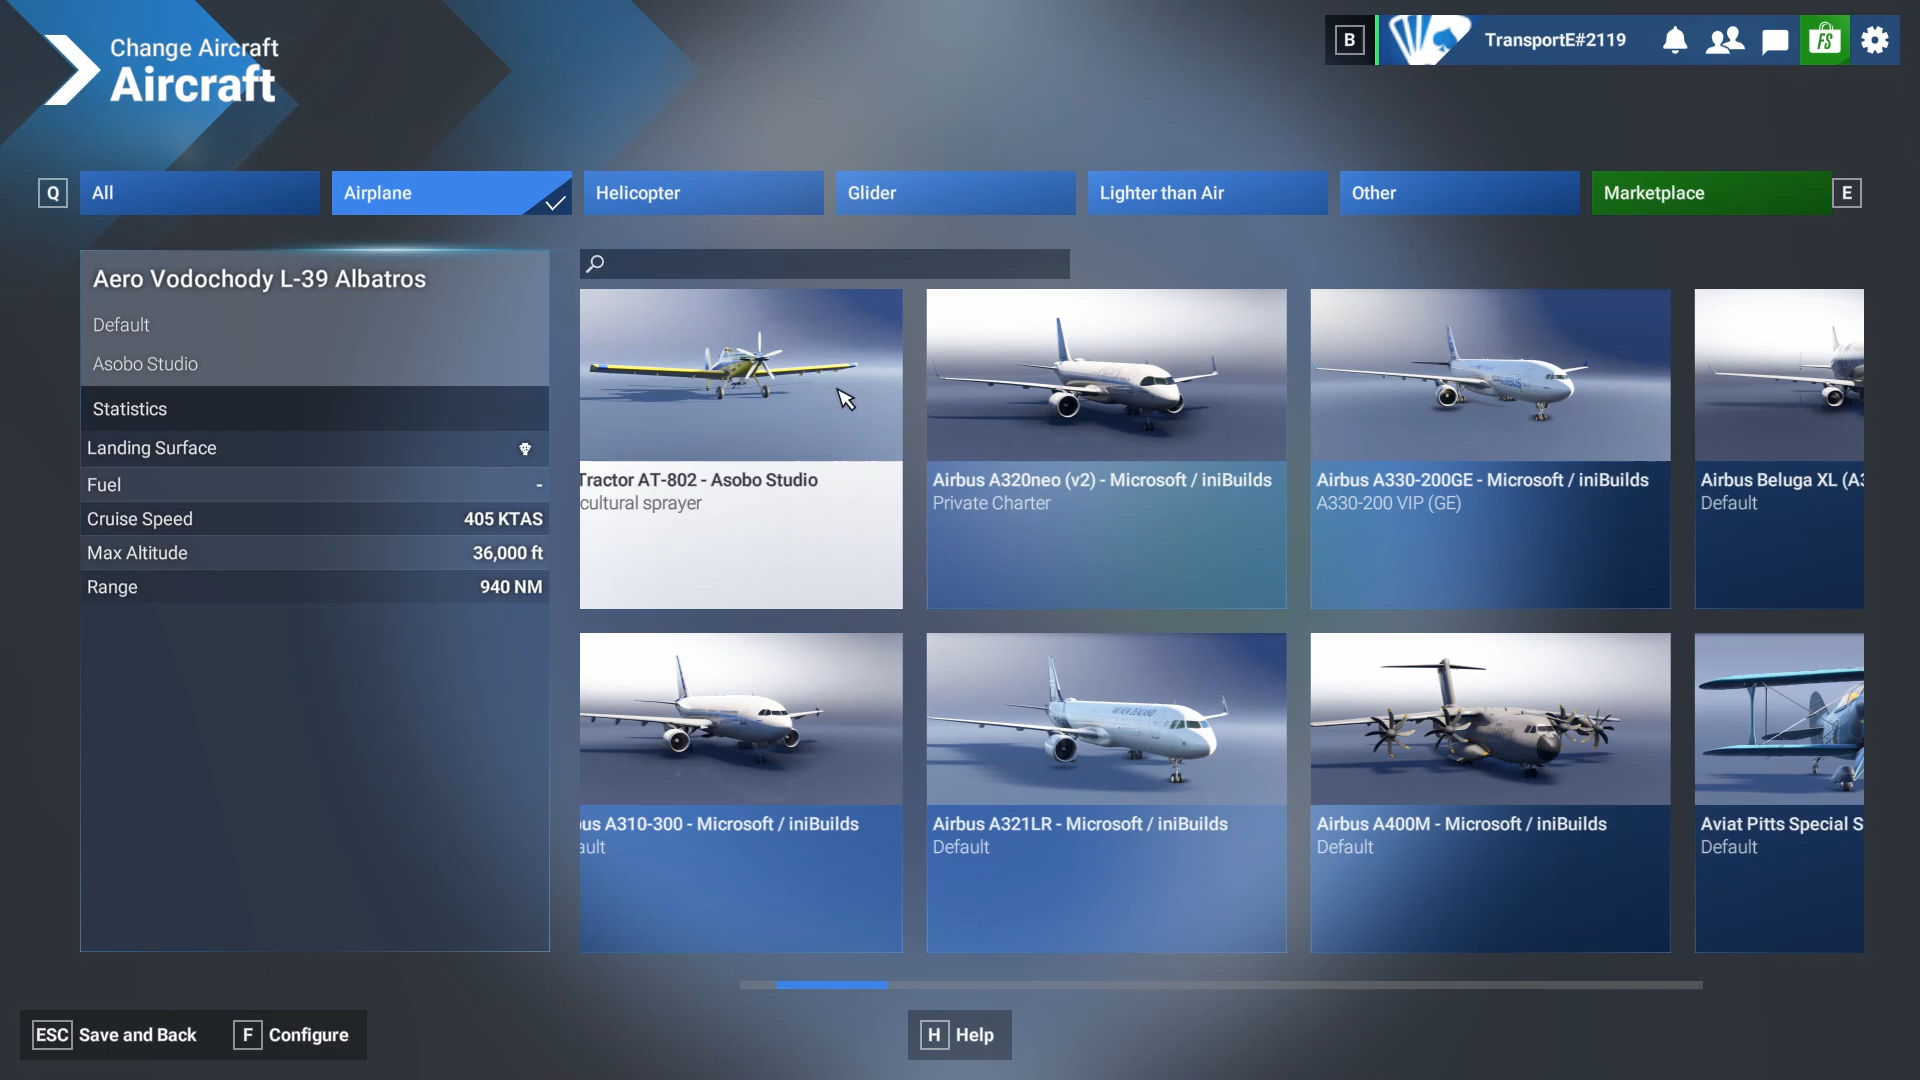 Change Aircraft
Aircraft
B
TransportE#2119
FS
Q
All
Airplane
Helicopter
Glider
Lighter than Air
Other
Marketplace
E
Aero Vodochody L-39 Albatros
Default
Asobo Studio
Statistics
Landing Surface
Fuel -
Cruise Speed 405 KTAS
Max Altitude 36,000 ft
Range 940 NM
Tractor AT-802 - Asobo Studio
cultural sprayer
Airbus A320neo (v2) - Microsoft / iniBuilds
Private Charter
Airbus A330-200GE - Microsoft / iniBuilds
A330-200 VIP (GE)
Airbus Beluga XL (A3
Default
us A310-300 - Microsoft / iniBuilds
ault
Airbus A321LR - Microsoft / iniBuilds
Default
Airbus A400M - Microsoft / iniBuilds
Default
Aviat Pitts Special S
Default
ESC Save and Back
F Configure
H Help